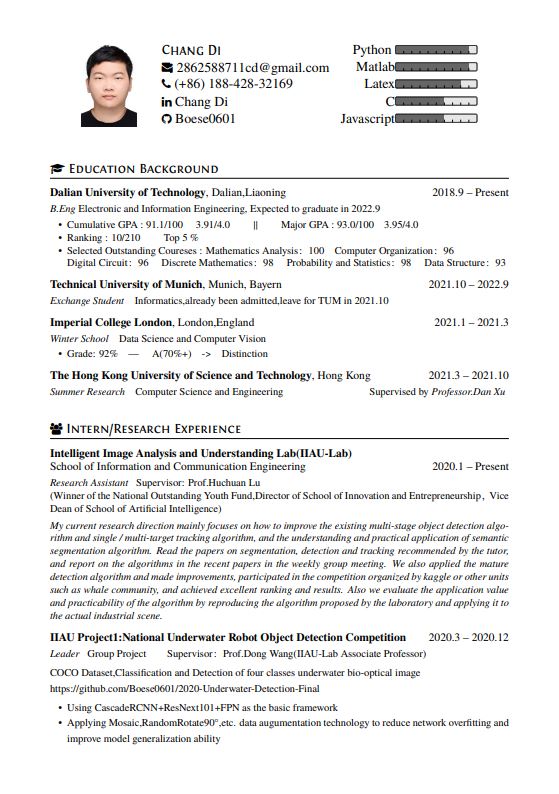 Chang Di
2862588711cd@gmail.com
(+86) 188-428-32169
Chang Di
Boese0601
Python
Matlab
Latex
C
Javascript
Education Background
Dalian University of Technology, Dalian,Liaoning 2018.9 – Present
B.Eng Electronic and Information Engineering, Expected to graduate in 2022.9
• Cumulative GPA : 91.1/100 3.91/4.0 || Major GPA : 93.0/100 3.95/4.0
• Ranking : 10/210 Top 5 %
• Selected Outstanding Coureses : Mathematics Analysis: 100 Computer Organization: 96
Digital Circuit: 96 Discrete Mathematics: 98 Probability and Statistics: 98 Data Structure: 93
Technical University of Munich, Munich, Bayern 2021.10 – 2022.9
Exchange Student Informatics,already been admitted,leave for TUM in 2021.10
Imperial College London, London,England 2021.1 – 2021.3
Winter School Data Science and Computer Vision
• Grade: 92% — A(70%+) -> Distinction
The Hong Kong University of Science and Technology, Hong Kong 2021.3 – 2021.10
Summer Research Computer Science and Engineering Supervised by Professor.Dan Xu
Intern/Research Experience
Intelligent Image Analysis and Understanding Lab(IIAU-Lab)
School of Information and Communication Engineering 2020.1 – Present
Research Assistant Supervisor: Prof.Huchuan Lu
(Winner of the National Outstanding Youth Fund,Director of School of Innovation and Entrepreneurship, Vice
Dean of School of Artificial Intelligence)
My current research direction mainly focuses on how to improve the existing multi-stage object detection algo-
rithm and single / multi-target tracking algorithm, and the understanding and practical application of semantic
segmentation algorithm. Read the papers on segmentation, detection and tracking recommended by the tutor,
and report on the algorithms in the recent papers in the weekly group meeting. We also applied the mature
detection algorithm and made improvements, participated in the competition organized by kaggle or other units
such as whale community, and achieved excellent ranking and results. Also we evaluate the application value
and practicability of the algorithm by reproducing the algorithm proposed by the laboratory and applying it to
the actual industrial scene.
IIAU Project1:National Underwater Robot Object Detection Competition 2020.3 – 2020.12
Leader Group Project Supervisor: Prof.Dong Wang(IIAU-Lab Associate Professor)
COCO Dataset,Classification and Detection of four classes underwater bio-optical image
https://github.com/Boese0601/2020-Underwater-Detection-Final
• Using CascadeRCNN+ResNext101+FPN as the basic framework
• Applying Mosaic,RandomRotate90°,etc. data augumentation technology to reduce network overfitting and
improve model generalization ability